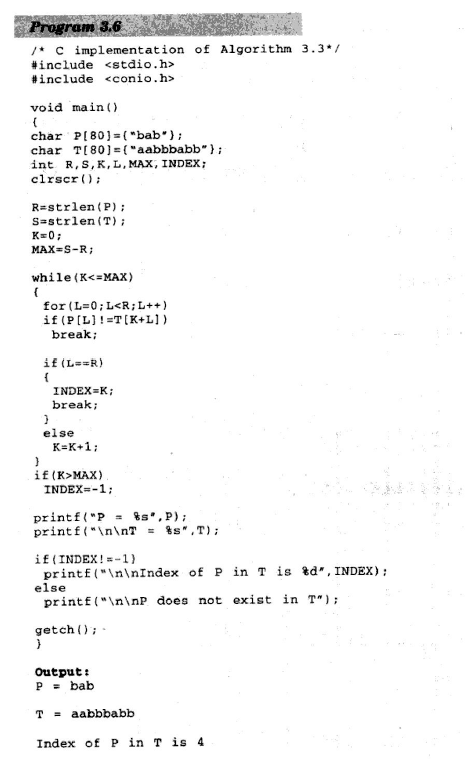 Program 3.6
/* C implementation of Algorithm 3.3*/
#include <stdio.h>
#include <conio.h>
void main()
{
char P[80]={"bab"};
char T[80]={"aabbbabb"};
int R,S,K,L,MAX,INDEX;
clrscr();
R=strlen(P);
S=strlen(T);
K=0;
MAX=S-R;
while(K<=MAX)
{
for(L=0;L<R;L++)
if(P[L]!=T[K+L])
break;
if(L==R)
{
INDEX=K;
break;
}
else
K=K+1;
}
if(K>MAX)
INDEX=-1;
printf("P = %s",P);
printf("\n\nT = %s",T);
if(INDEX!=-1)
printf("\n\nIndex of P in T is %d",INDEX);
else
printf("\n\nP does not exist in T");
getch();
}
Output:
P = bab
T = aabbbabb
Index of P in T is 4